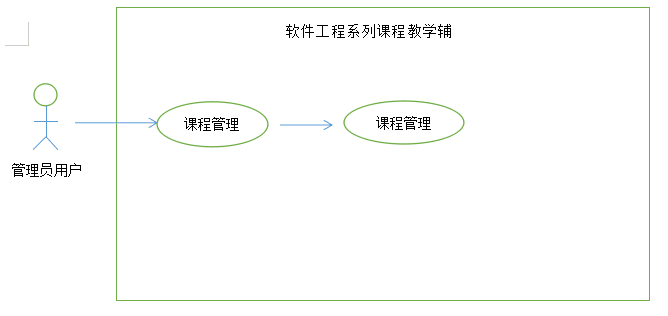 软件工程系列课程教学辅
课程管理
课程管理
管理员用户